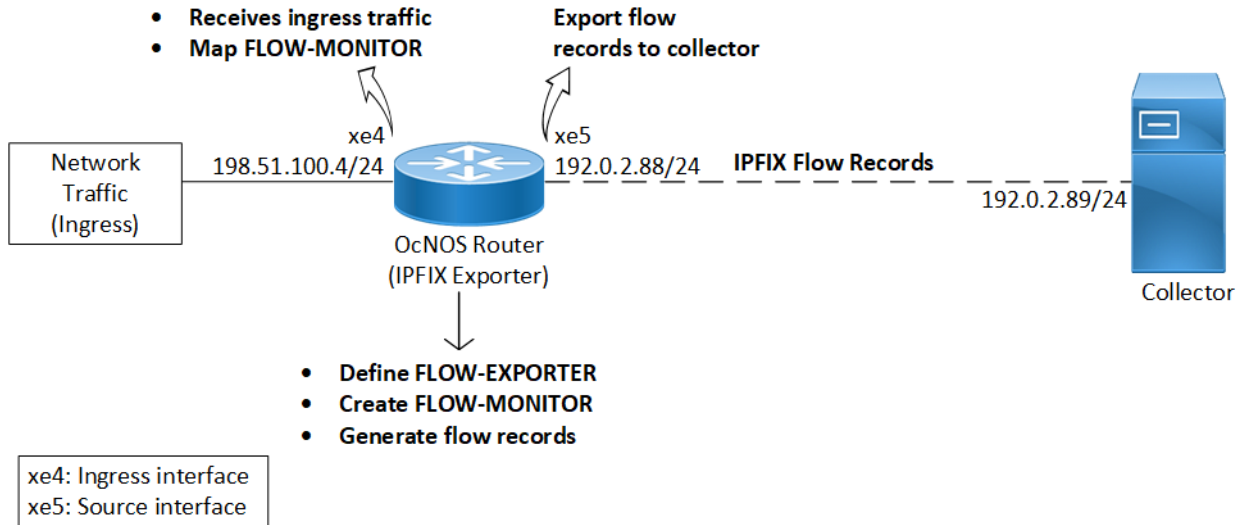 • Receives ingress traffic
• Map FLOW-MONITOR
Export flow
records to collector
xe4
198.51.100.4/24
xe5
192.0.2.88/24
IPFIX Flow Records
192.0.2.89/24
Network
Traffic
(Ingress)
OcNOS Router
(IPFIX Exporter)
Collector
• Define FLOW-EXPORTER
• Create FLOW-MONITOR
• Generate flow records
xe4: Ingress interface
xe5: Source interface